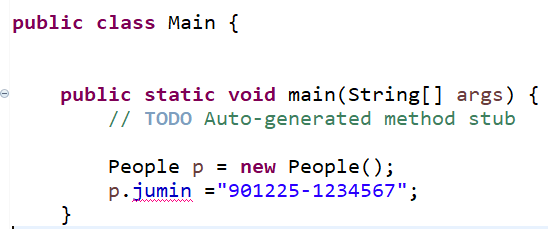 public class Main {
public static void main(String[] args) {
// TODO Auto-generated method stub
People p = new People();
p.jumin ="901225-1234567";
}